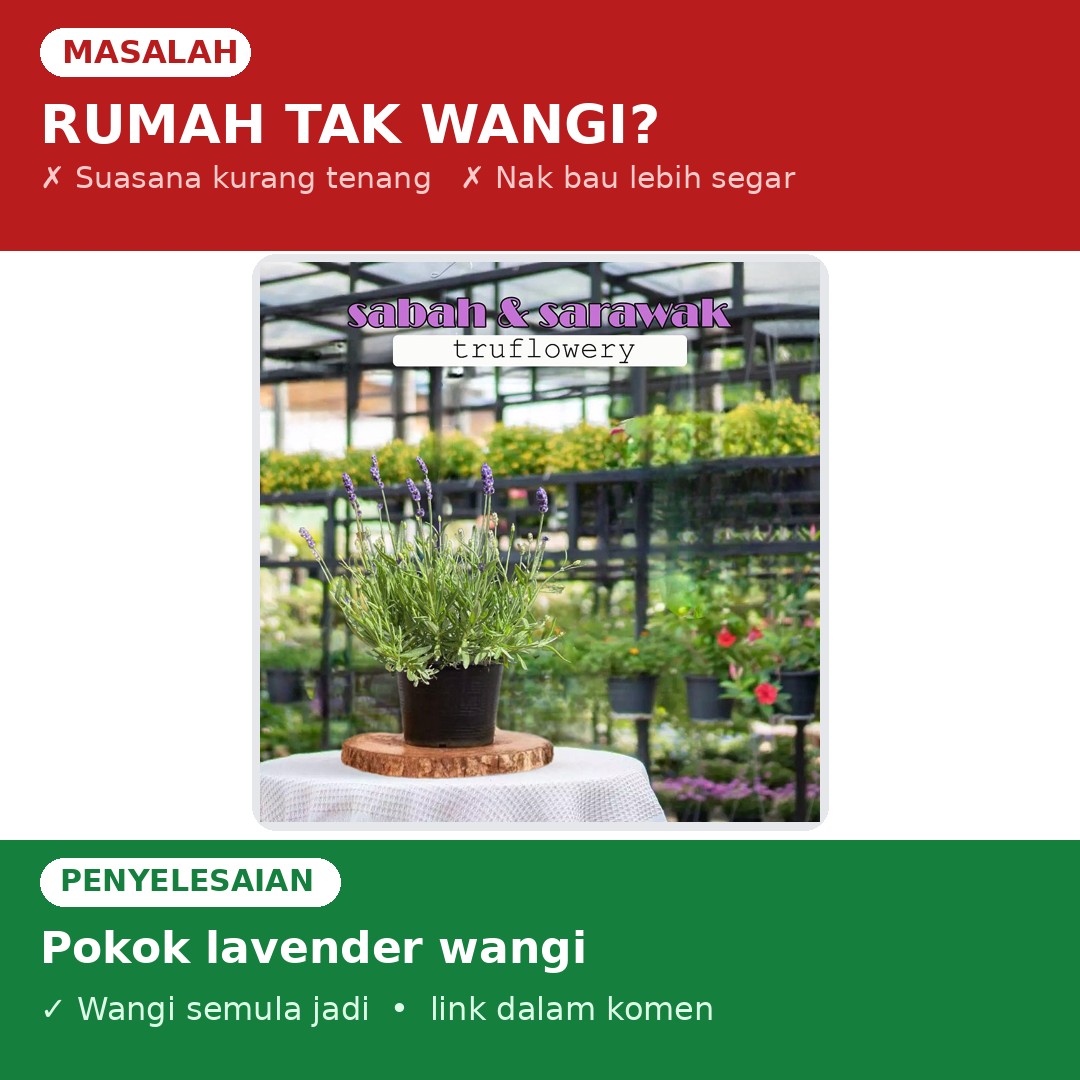 MASALAH
RUMAH TAK WANGI?
✗ Suasana kurang tenang ✗ Nak bau lebih segar
sabah & sarawak
truflowery
PENYELESAIAN
Pokok lavender wangi
✓ Wangi semula jadi • link dalam komen